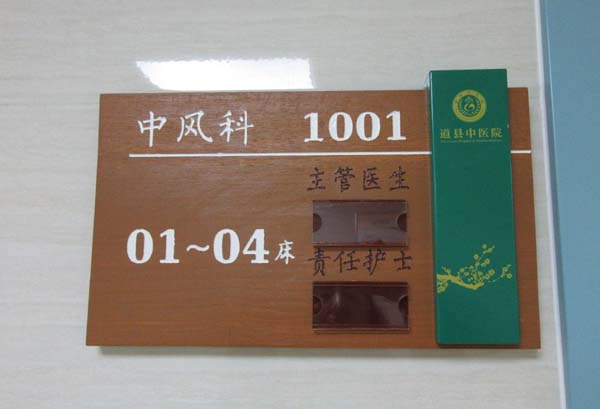 中风科 1001
主管医生
01~04床
责任护士
道县中医院